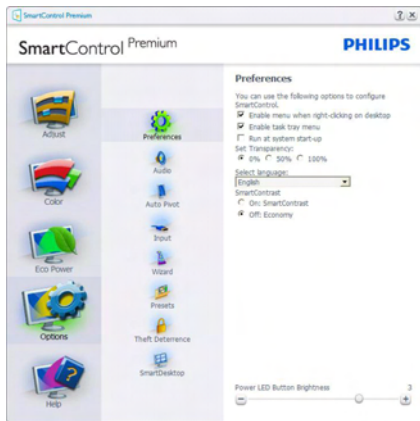 SmartControl Premium
SmartControl Premium
PHILIPS
Adjust
Color
Eco Power
Options
Help
Preferences
Audio
Auto Pivot
Input
Wizard
Presets
Theft Deterrence
SmartDesktop
Preferences
You can use the following options to configure
SmartControl.
Enable menu when right-clicking on desktop
Enable task tray menu
Run at system start-up
Set Transparency:
0% 50% 100%
Select language:
English
SmartContrast
On: SmartContrast
Off: Economy
Power LED Button Brightness 3